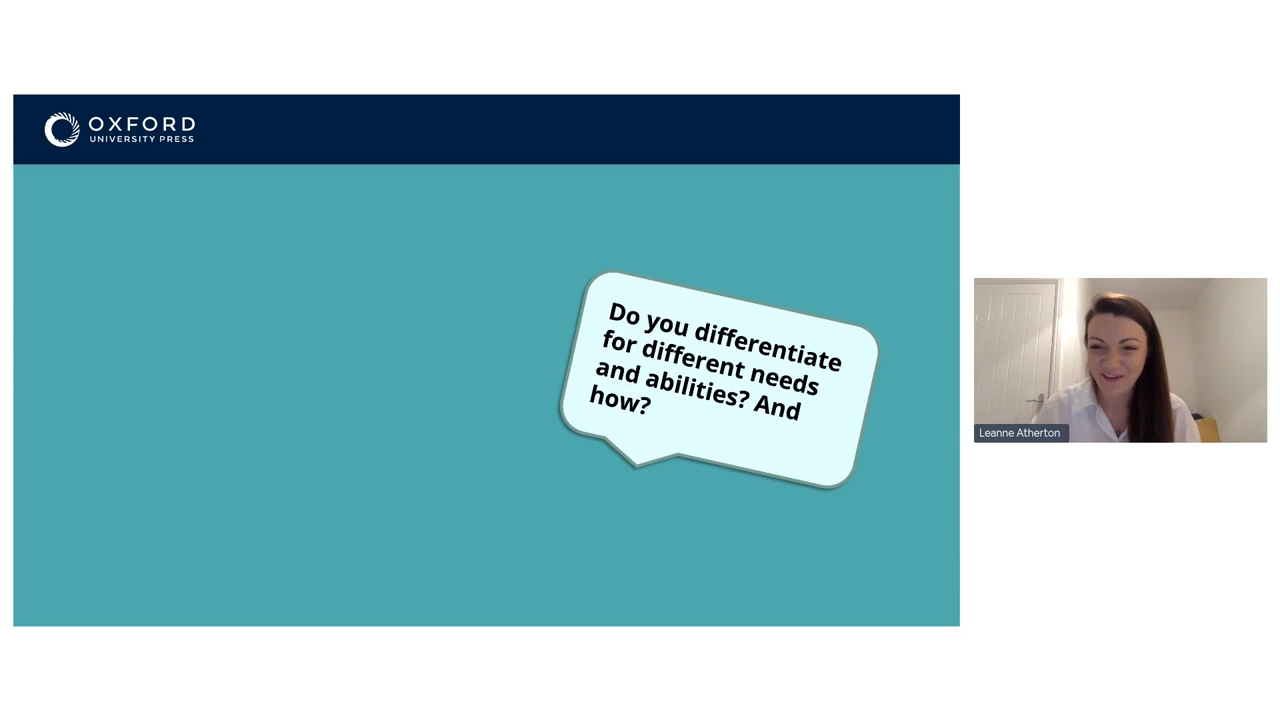 OXFORD
UNIVERSITY PRESS
Do you differentiate
for different needs
and abilities? And
how?
Leanne Atherton